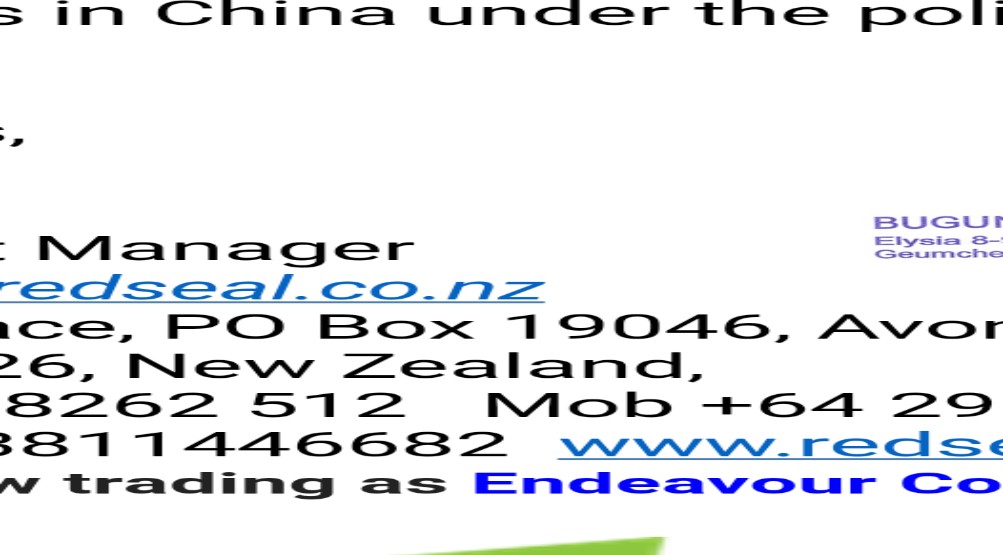 s in China under the poli
s,
t Manager
BUGUN
Elysia 8-
Geumche
redseal.co.nz
ace, PO Box 19046, Avon
26, New Zealand,
8262 512 Mob +64 29
3811446682 www.redse
w trading as Endeavour Co